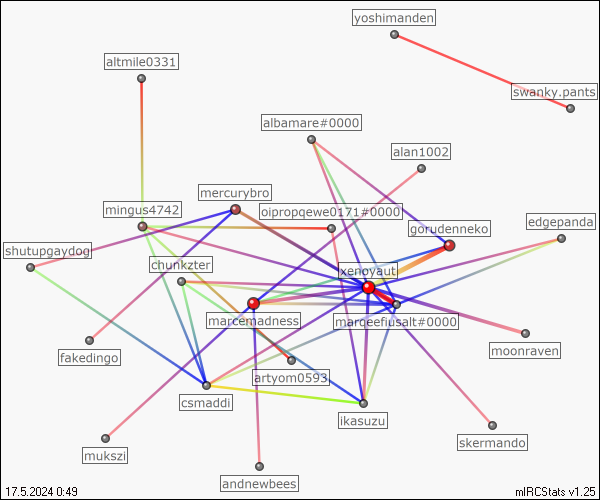 yoshimanden
altmile0331
swanky.pants
albamare#0000
alan1002
mercurybro
mingus4742
oipropqewe0171#0000
gorudenneko
edgepanda
shutupgaydog
chunkzter
xenoyaut
marcemadness
marqeefiusalt#0000
moonraven
fakedingo
artyom0593
csmaddi
ikasuzu
skermando
mukszi
andnewbees
17.5.2024 0:49
mIRCStats v1.25